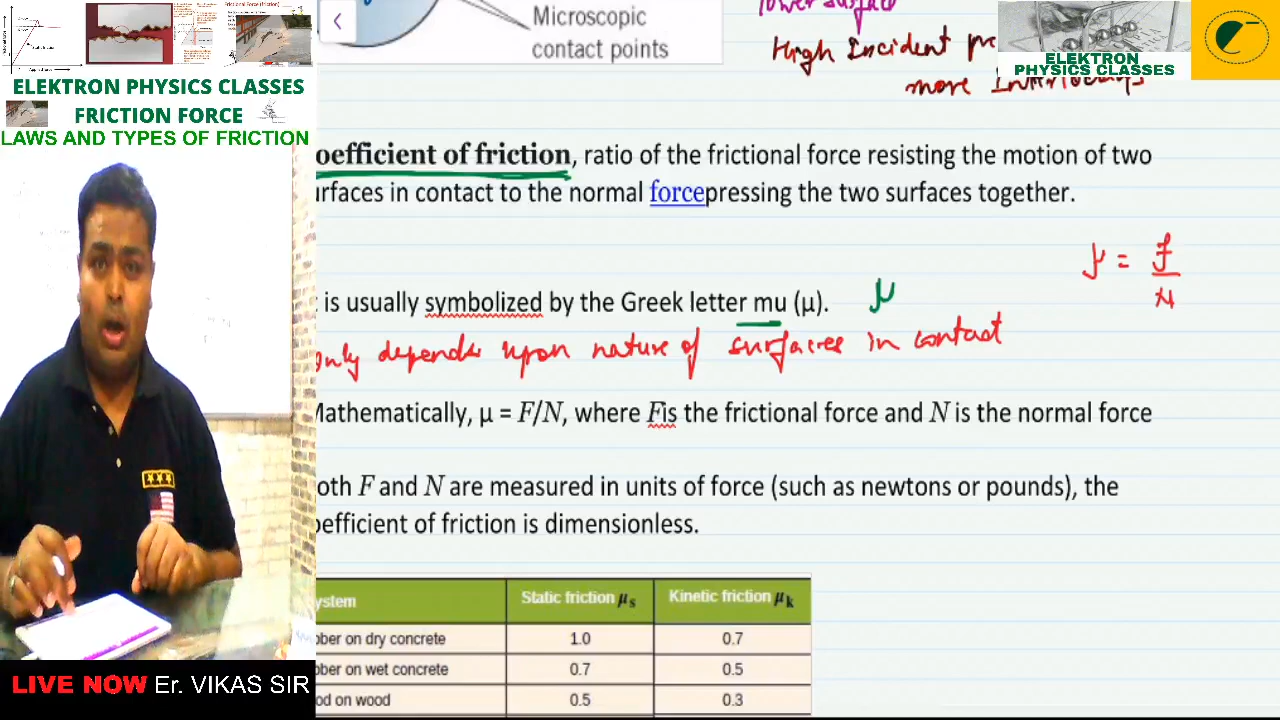 Microscopic
contact points
lower surface
High Incident
more
ELEKTRON
PHYSICS CLASSES
ELEKTRON PHYSICS CLASSES
FRICTION FORCE
LAWS AND TYPES OF FRICTION
oefficient of friction, ratio of the frictional force resisting the motion of two
urfaces in contact to the normal forcepressing the two surfaces together.
μ = f
N
is usually symbolized by the Greek letter mu (μ). μ
only depends upon nature of surfaces in contact
Mathematically, μ = F/N, where Fis the frictional force and N is the normal force
oth F and N are measured in units of force (such as newtons or pounds), the
oefficient of friction is dimensionless.
ystem Static friction μs Kinetic friction μk
bber on dry concrete 1.0 0.7
bber on wet concrete 0.7 0.5
od on wood 0.5 0.3
LIVE NOW Er. VIKAS SIR